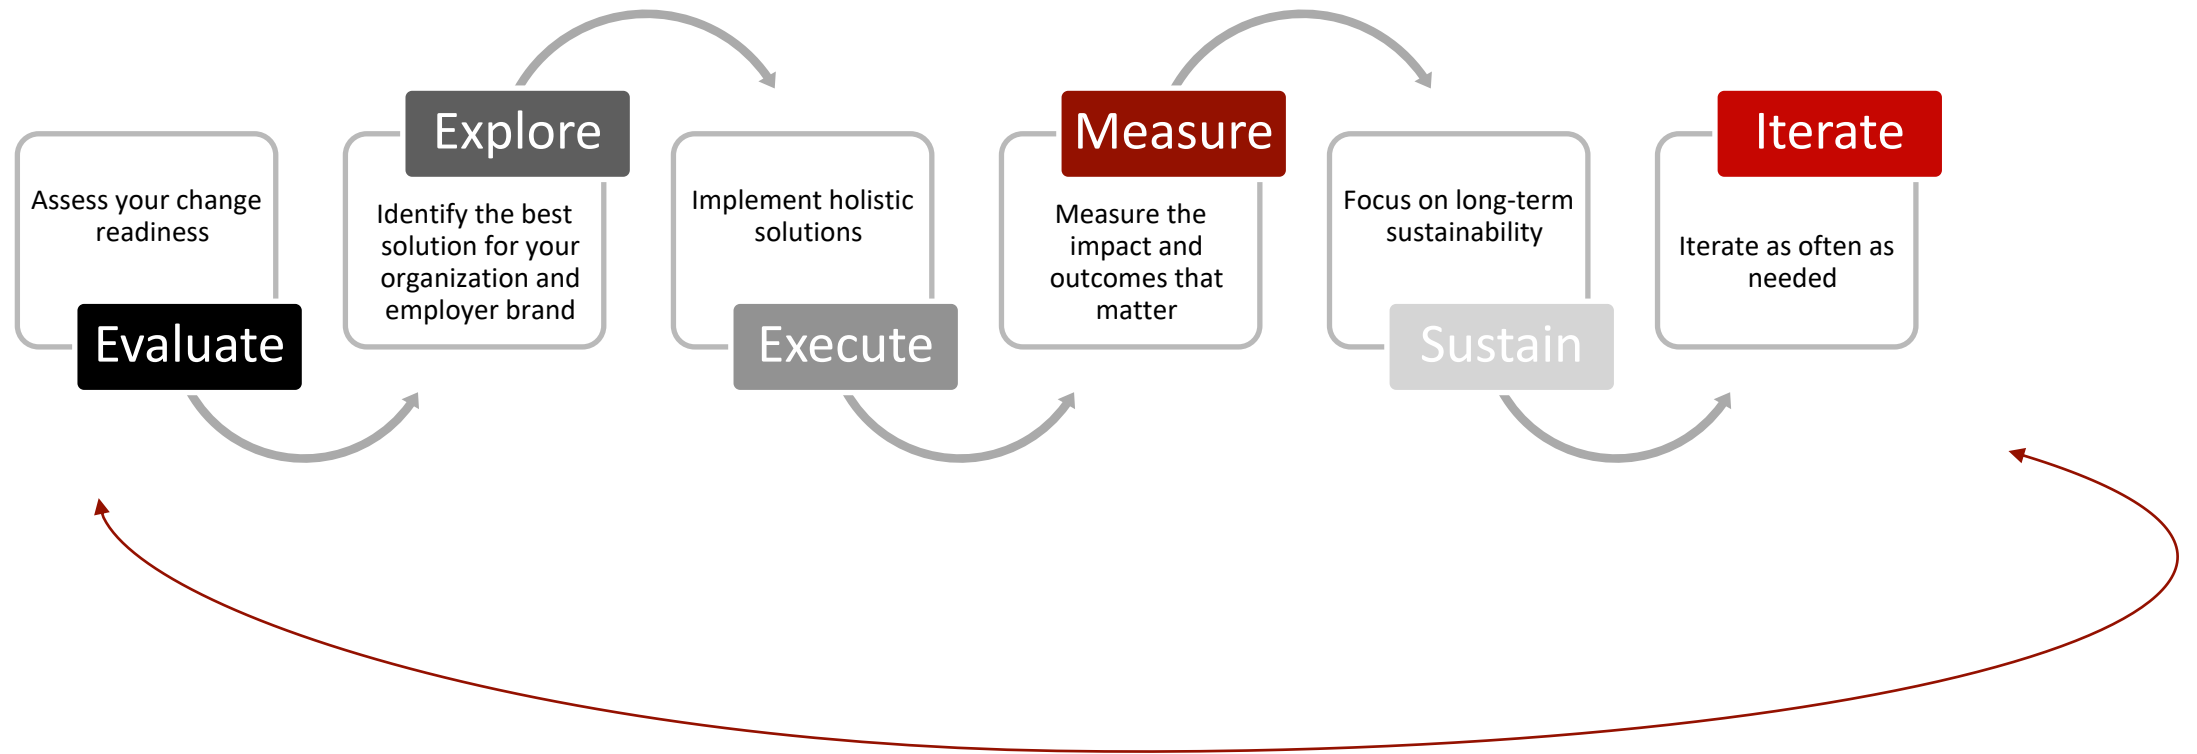 Assess your change
readiness
Evaluate
Explore
Identify the best
solution for your
organization and
employer brand
Implement holistic
solutions
Execute
Measure
Measure the
impact and
outcomes that
matter
Focus on long-term
sustainability
Sustain
Iterate
Iterate as often as
needed